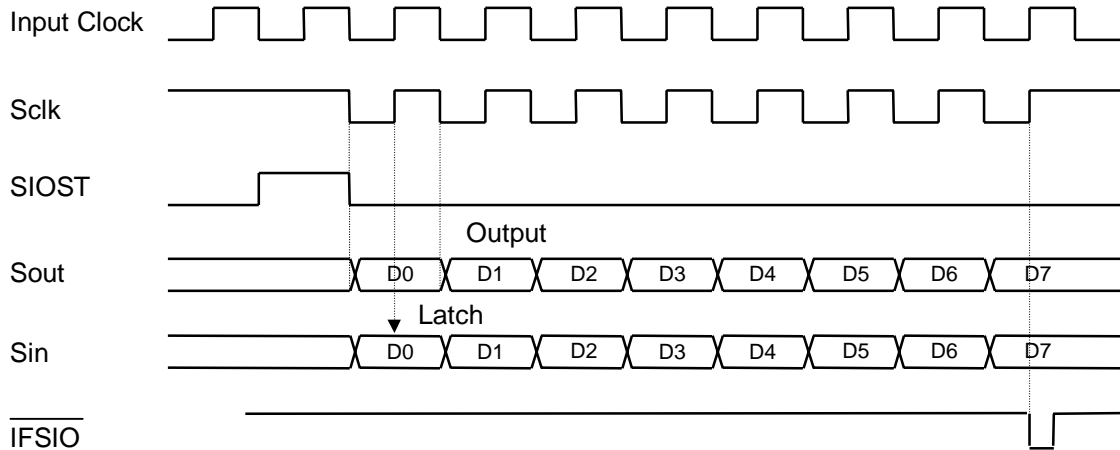 Input Clock
Sclk
SIOST
Output
Sout D0 D1 D2 D3 D4 D5 D6 D7
Latch
Sin D0 D1 D2 D3 D4 D5 D6 D7
IFSIO